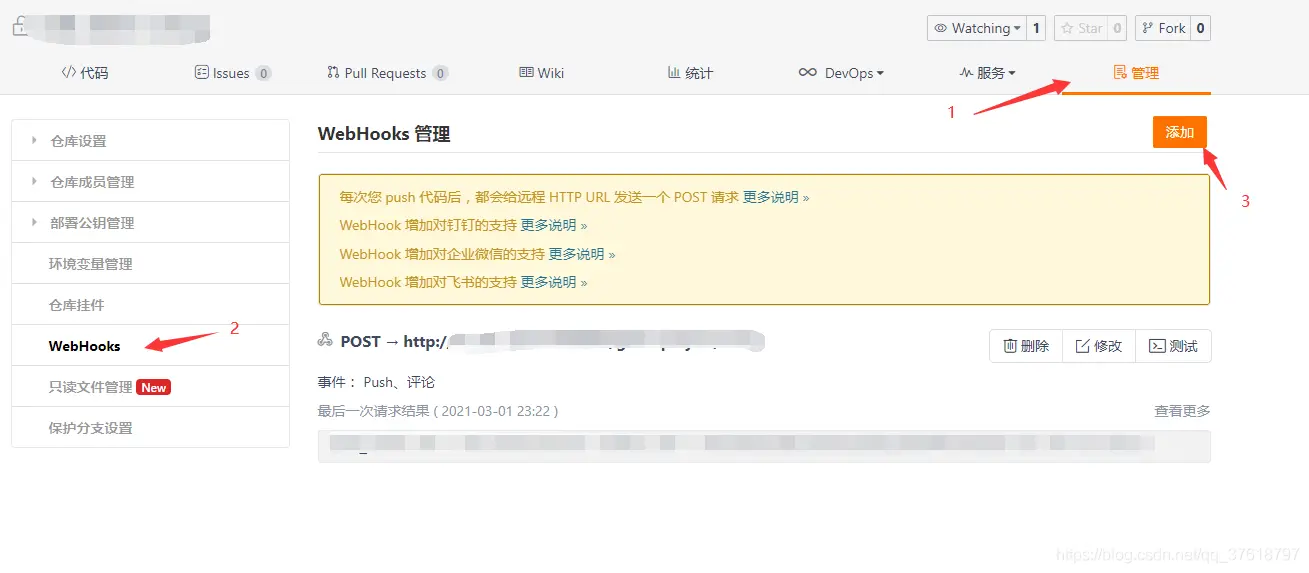 Watching 1 Star 0 Fork 0
代码 Issues 0 Pull Requests 0 Wiki 统计 DevOps 服务 管理
1
仓库设置
仓库成员管理
部署公钥管理
环境变量管理
仓库挂件
WebHooks
2
只读文件管理 New
保护分支设置
WebHooks 管理
添加
3
每次您 push 代码后，都会给远程 HTTP URL 发送一个 POST 请求 更多说明 »
WebHook 增加对钉钉的支持 更多说明 »
WebHook 增加对企业微信的支持 更多说明 »
WebHook 增加对飞书的支持 更多说明 »
POST → http:/
删除 修改 测试
事件： Push、评论
最后一次请求结果 ( 2021-03-01 23:22 )
查看更多
https://blog.csdn.net/qq_37618797